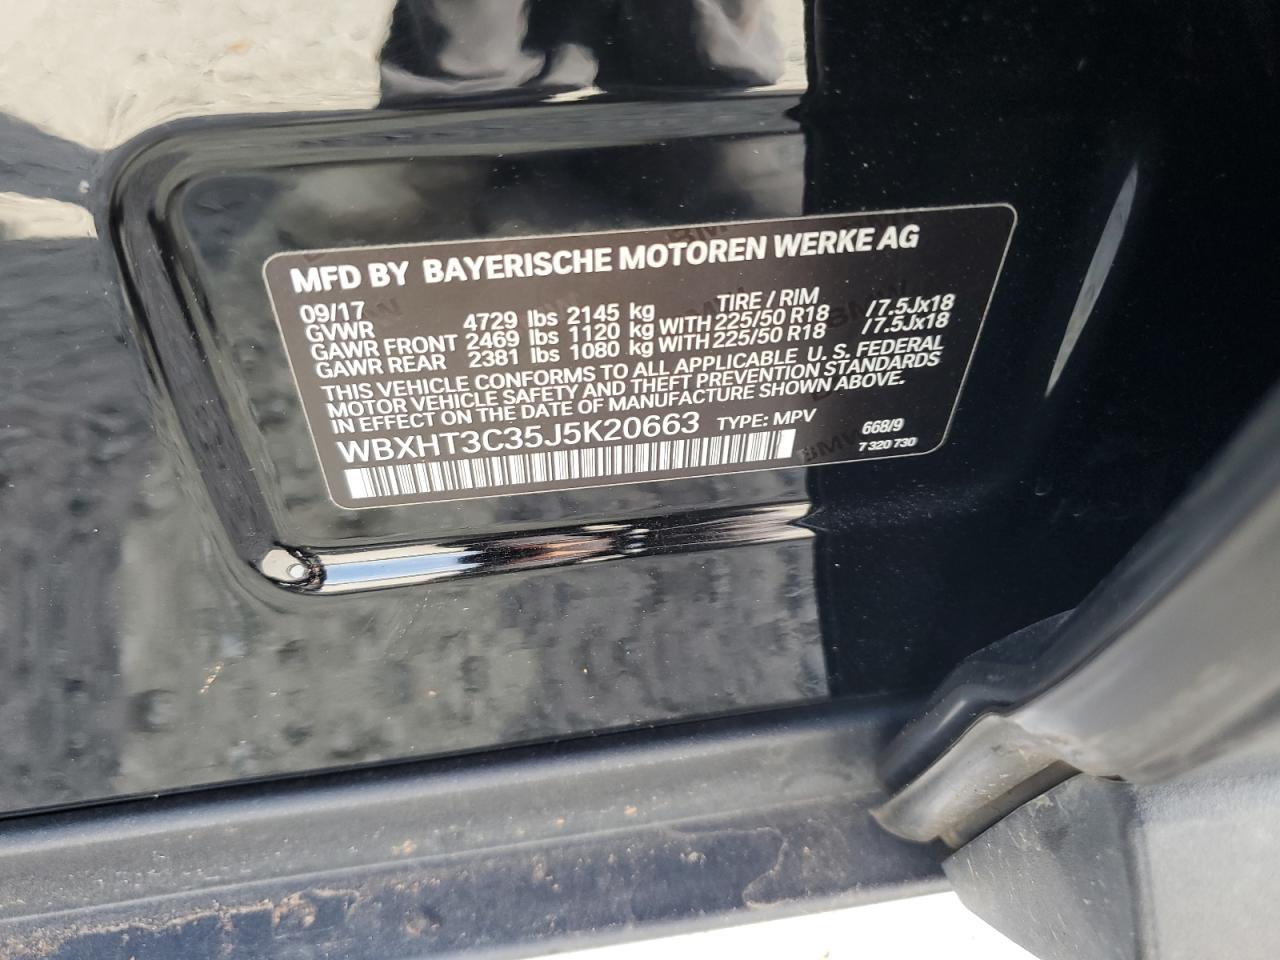 MFD BY BAYERISCHE MOTOREN WERKE AG
09/17 TIRE / RIM
GVWR 4729 lbs 2145 kg
GAWR FRONT 2469 lbs 1120 kg WITH 225/50 R18 / 7.5Jx18
GAWR REAR 2381 lbs 1080 kg WITH 225/50 R18 / 7.5Jx18
THIS VEHICLE CONFORMS TO ALL APPLICABLE U. S. FEDERAL
MOTOR VEHICLE SAFETY AND THEFT PREVENTION STANDARDS
IN EFFECT ON THE DATE OF MANUFACTURE SHOWN ABOVE.
WBXHT3C35J5K20663 TYPE: MPV 668/9
7 320 730